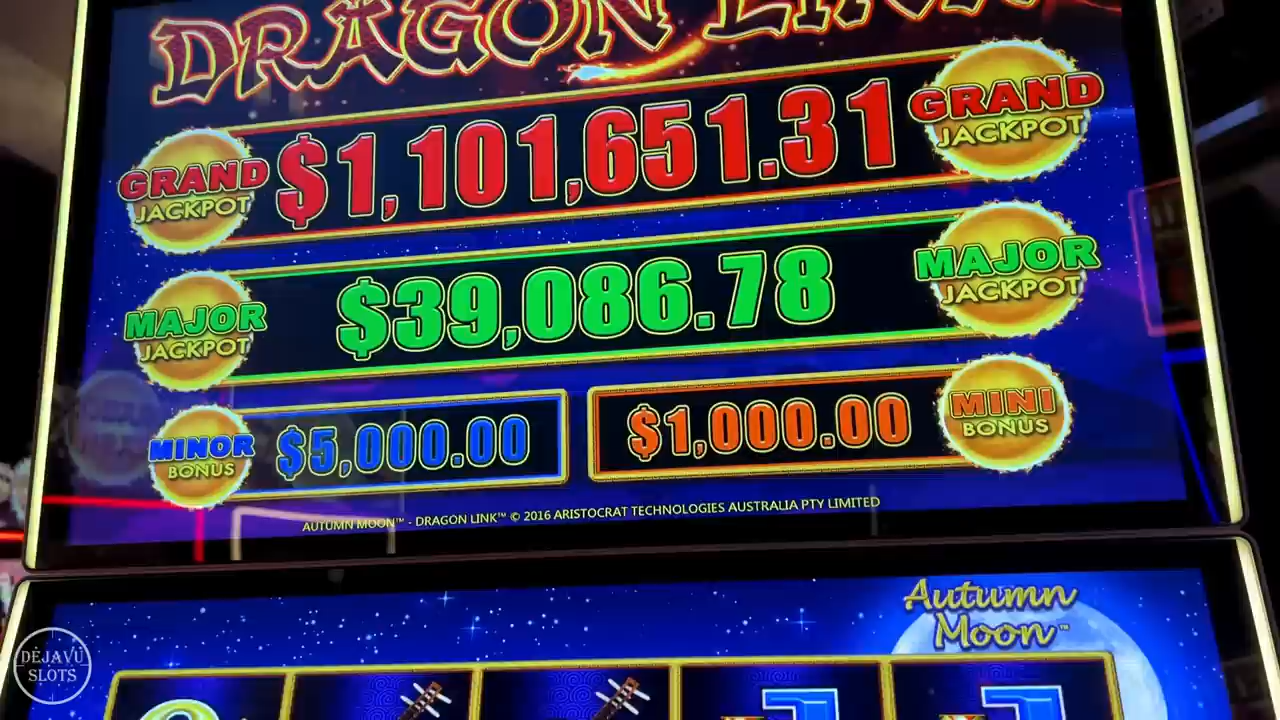 DRAGON LINK
GRAND
JACKPOT
$1,101,651.31
GRAND
JACKPOT
MAJOR
JACKPOT
$39,086.78
MAJOR
JACKPOT
MINOR
BONUS
$5,000.00
$1,000.00
MINI
BONUS
AUTUMN MOON™ - DRAGON LINK™ © 2016 ARISTOCRAT TECHNOLOGIES AUSTRALIA PTY LIMITED
Autumn
Moon™
DÉJÀVÛ
SLOTS
J J